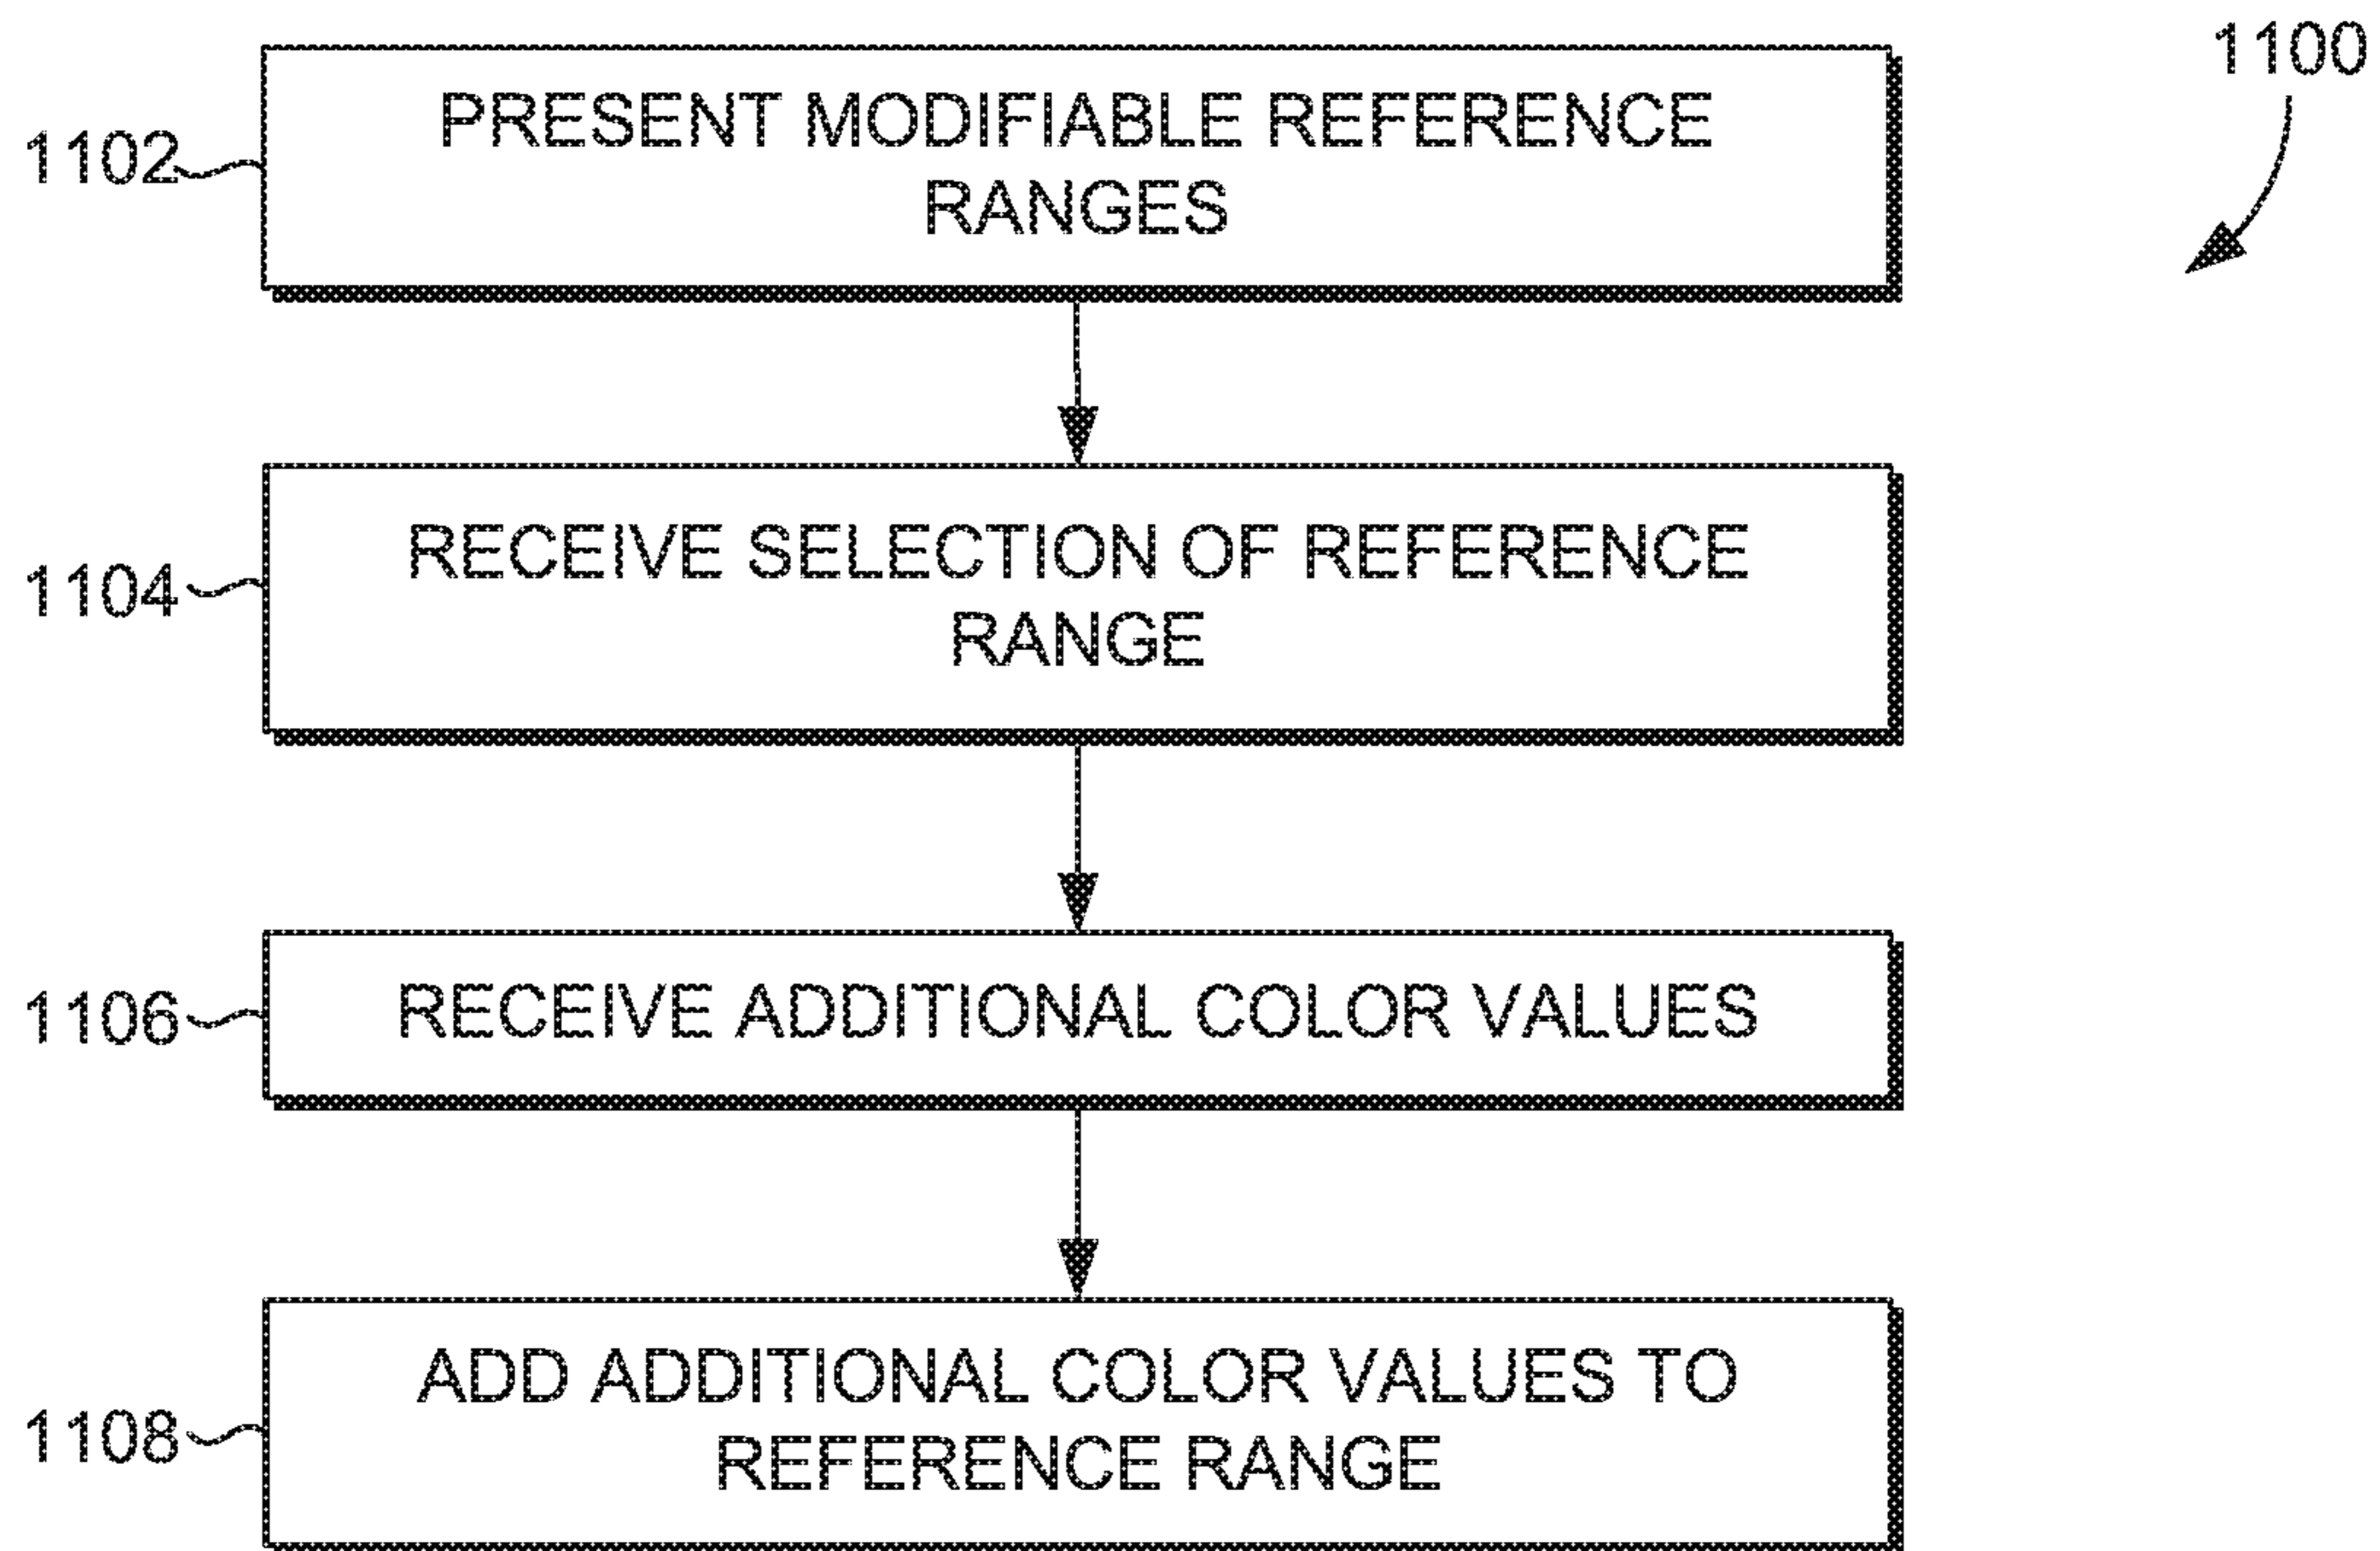 1100
1102
PRESENT MODIFIABLE REFERENCE
RANGES
1104
RECEIVE SELECTION OF REFERENCE
RANGE
1106
RECEIVE ADDITIONAL COLOR VALUES
1108
ADD ADDITIONAL COLOR VALUES TO
REFERENCE RANGE